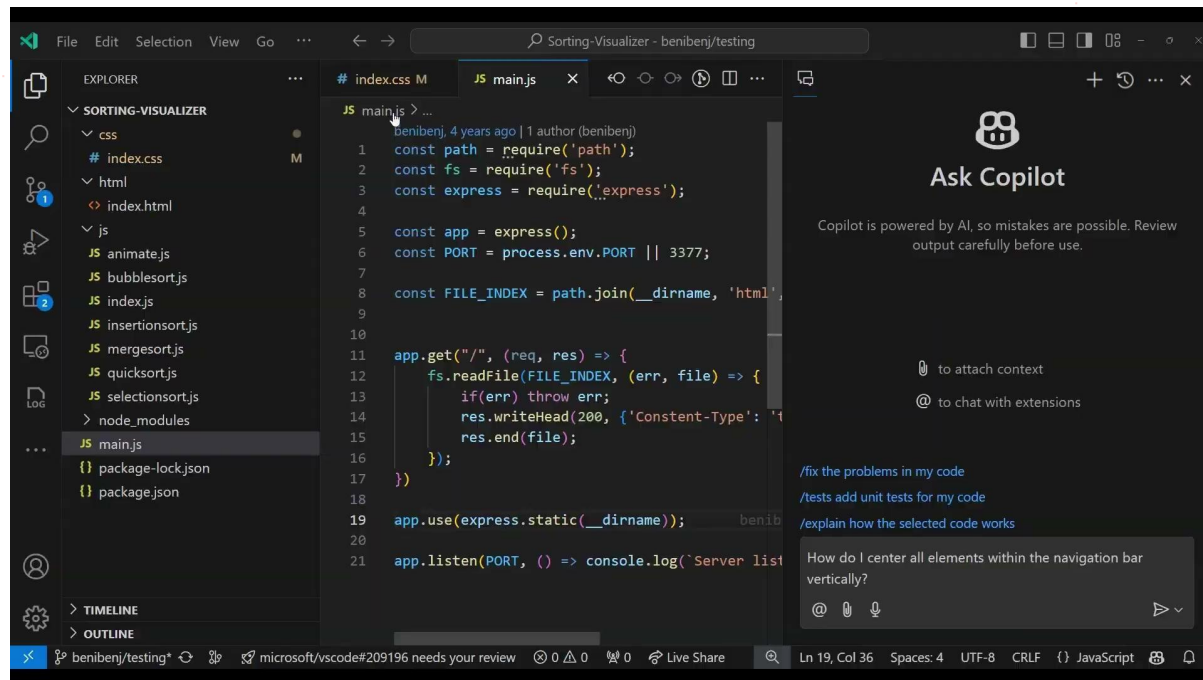 File Edit Selection View Go ···
Sorting-Visualizer - benibenj/testing
EXPLORER
SORTING-VISUALIZER
css
# index.css M
html
<> index.html
js
JS animate.js
JS bubblesort.js
JS index.js
JS insertionsort.js
JS mergesort.js
JS quicksort.js
JS selectionsort.js
node_modules
JS main.js
{} package-lock.json
{} package.json
TIMELINE
OUTLINE
1
2
LOG
# index.css M JS main.js
JS main.js > ...
benibenj, 4 years ago | 1 author (benibenj)
1 const path = require('path');
2 const fs = require('fs');
3 const express = require('express');
4
5 const app = express();
6 const PORT = process.env.PORT || 3377;
7
8 const FILE_INDEX = path.join(__dirname, 'html',
9
10
11 app.get("/", (req, res) => {
12 fs.readFile(FILE_INDEX, (err, file) => {
13 if(err) throw err;
14 res.writeHead(200, {'Constent-Type': 't
15 res.end(file);
16 });
17 })
18
19 app.use(express.static(__dirname)); benib
20
21 app.listen(PORT, () => console.log(`Server list
Ask Copilot
Copilot is powered by AI, so mistakes are possible. Review
output carefully before use.
to attach context
@ to chat with extensions
/fix the problems in my code
/tests add unit tests for my code
/explain how the selected code works
How do I center all elements within the navigation bar
vertically?
@
benibenj/testing* microsoft/vscode#209196 needs your review 0 0 0 Live Share Ln 19, Col 36 Spaces: 4 UTF-8 CRLF {} JavaScript